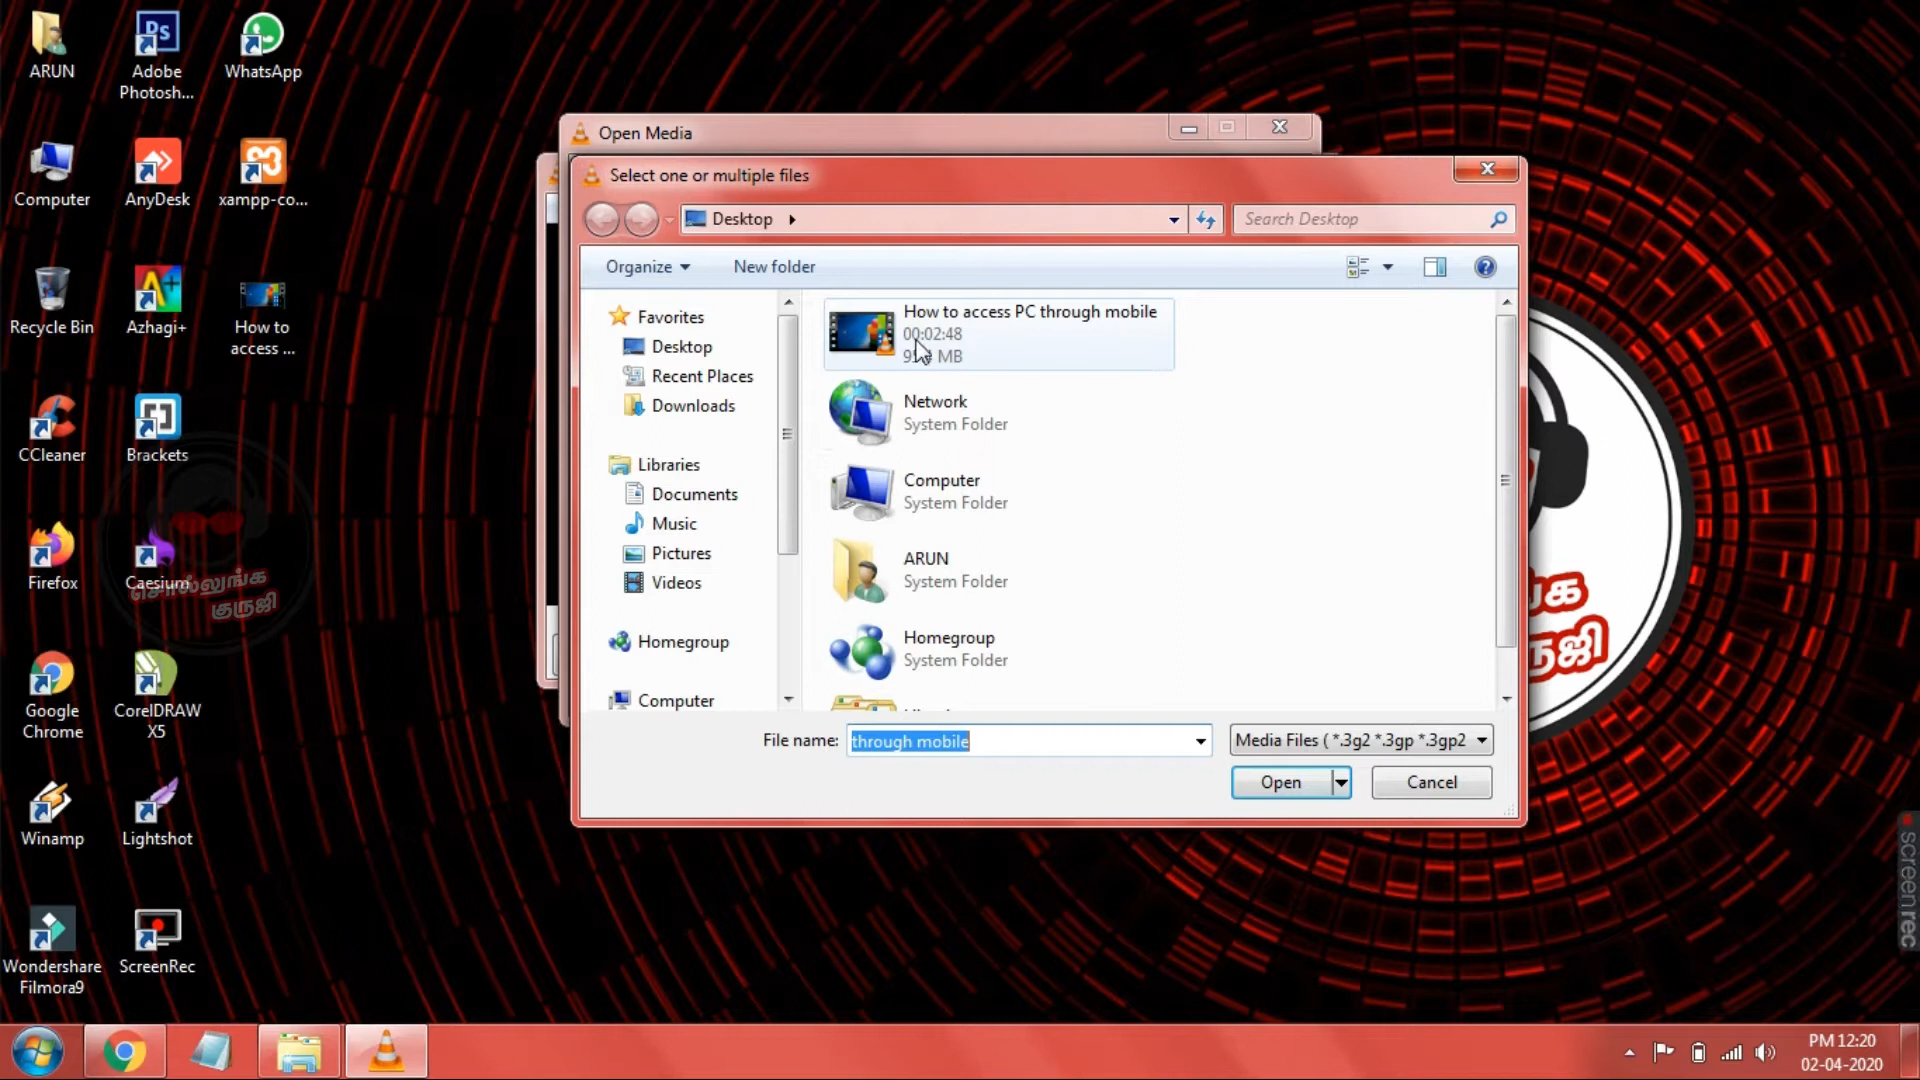 ARUN
Adobe
Photosh...
WhatsApp
Computer
AnyDesk
xampp-co...
Recycle Bin
Azhagi+
How to
access ...
CCleaner
Brackets
Firefox
Caesium
சொல்லுங்க
குருஜி
Google
Chrome
CorelDRAW
X5
Winamp
Lightshot
Wondershare
Filmora9
ScreenRec
Open Media
Select one or multiple files
Desktop
Search Desktop
Organize
New folder
Favorites
Desktop
Recent Places
Downloads
Libraries
Documents
Music
Pictures
Videos
Homegroup
Computer
How to access PC through mobile
00:02:48
MB
Network
System Folder
Computer
System Folder
ARUN
System Folder
Homegroup
System Folder
File name:
through mobile
Media Files ( *.3g2 *.3gp *.3gp2
Open
Cancel
ருஜி
screenrec
PM 12:20
02-04-2020